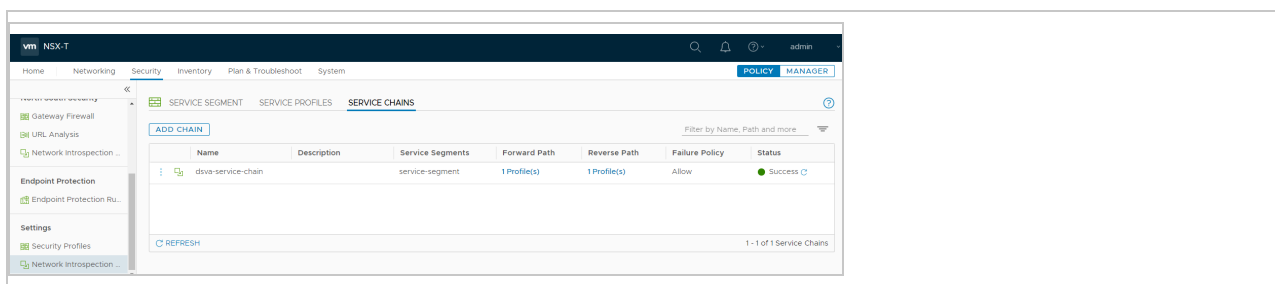 vm NSX-T admin
Home Networking Security Inventory Plan & Troubleshoot System POLICY MANAGER
North South Security
Gateway Firewall
URL Analysis
Network Introspection ...
Endpoint Protection
Endpoint Protection Ru...
Settings
Security Profiles
Network Introspection ...
SERVICE SEGMENT SERVICE PROFILES SERVICE CHAINS
ADD CHAIN Filter by Name, Path and more
Name Description Service Segments Forward Path Reverse Path Failure Policy Status
dsva-service-chain service-segment 1 Profile(s) 1 Profile(s) Allow Success
REFRESH 1 - 1 of 1 Service Chains